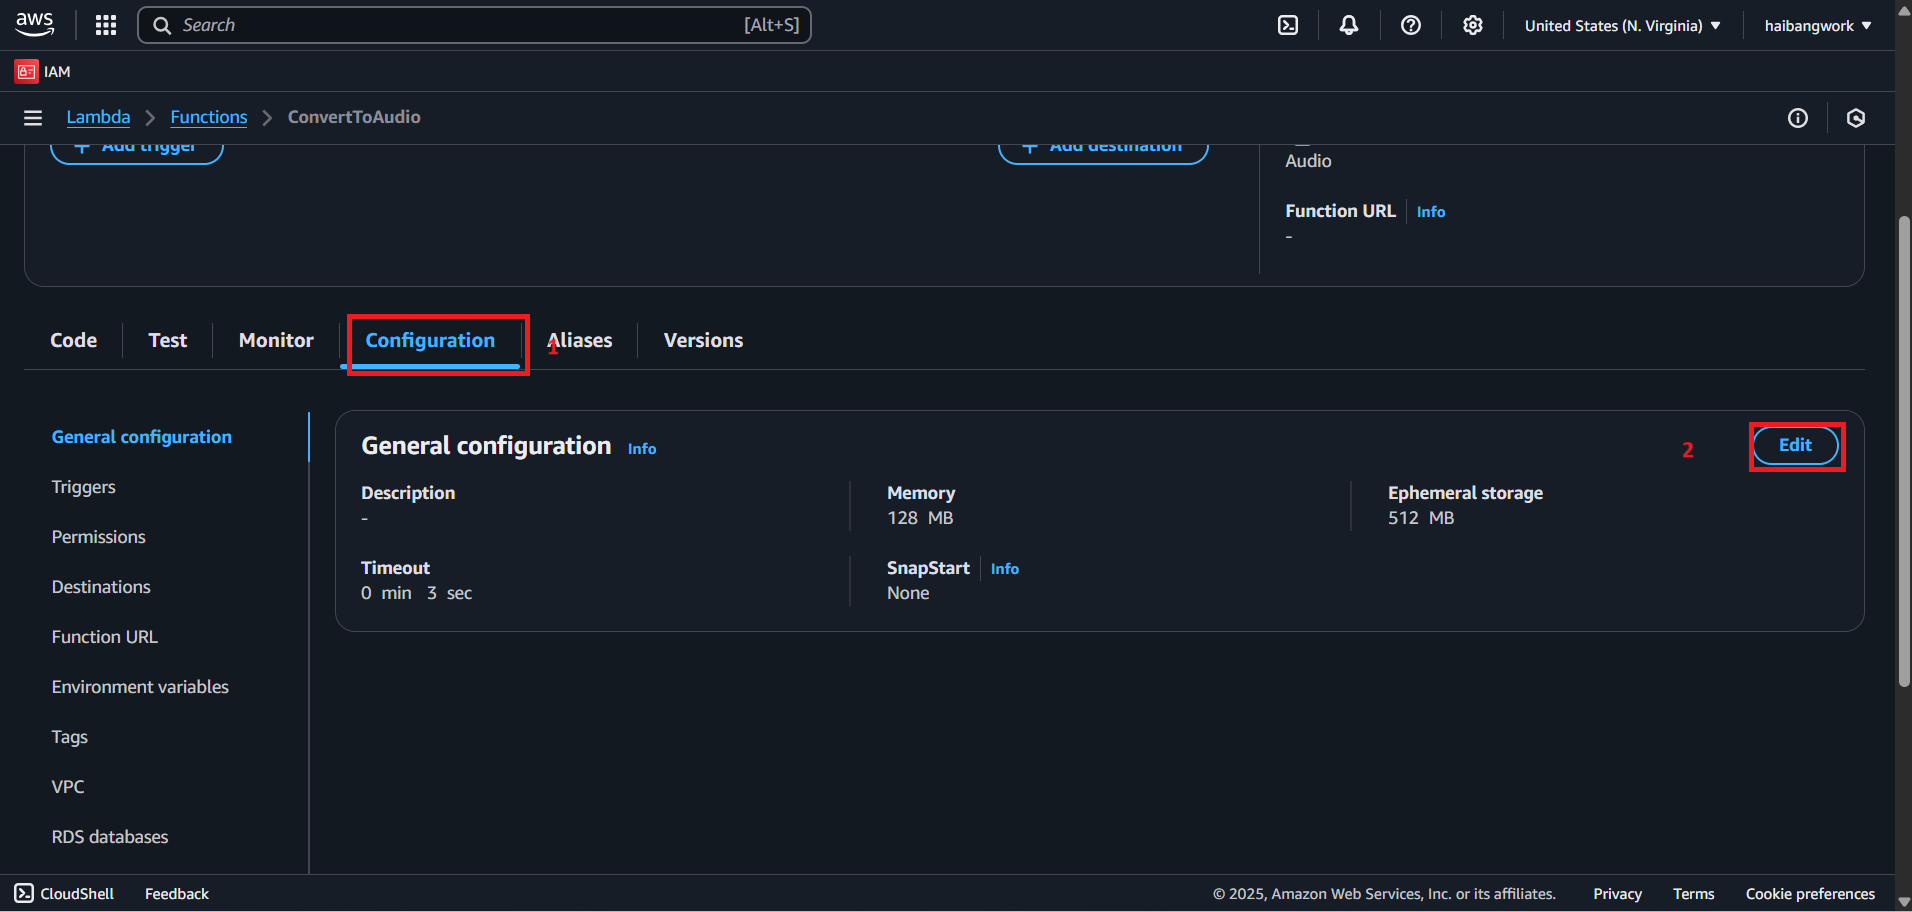 aws
Search [Alt+S]
United States (N. Virginia)
haibangwork
IAM
Lambda
Functions
ConvertToAudio
Add trigger
Add destination
Audio
Function URL
Info
-
Code
Test
Monitor
Configuration
1
Aliases
Versions
General configuration
Triggers
Permissions
Destinations
Function URL
Environment variables
Tags
VPC
RDS databases
General configuration Info
2
Edit
Description
-
Memory
128 MB
Ephemeral storage
512 MB
Timeout
0 min 3 sec
SnapStart Info
None
CloudShell
Feedback
© 2025, Amazon Web Services, Inc. or its affiliates.
Privacy
Terms
Cookie preferences